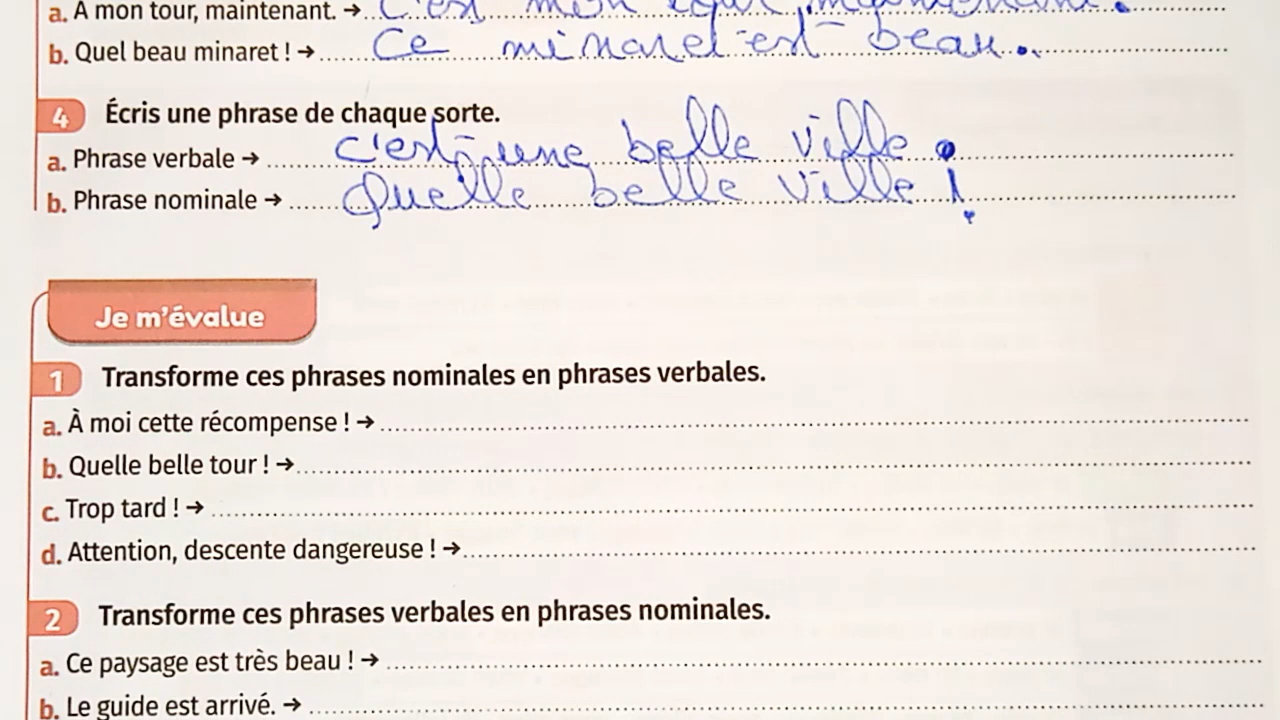 a. À mon tour, maintenant. → C'est mon tour, maintenant.
b. Quel beau minaret ! → Ce minaret est beau.
4 Écris une phrase de chaque sorte.
a. Phrase verbale → c'est une belle ville.
b. Phrase nominale → Quelle belle ville !
Je m'évalue
1 Transforme ces phrases nominales en phrases verbales.
a. À moi cette récompense ! →
b. Quelle belle tour ! →
c. Trop tard ! →
d. Attention, descente dangereuse ! →
2 Transforme ces phrases verbales en phrases nominales.
a. Ce paysage est très beau ! →
b. Le guide est arrivé. →